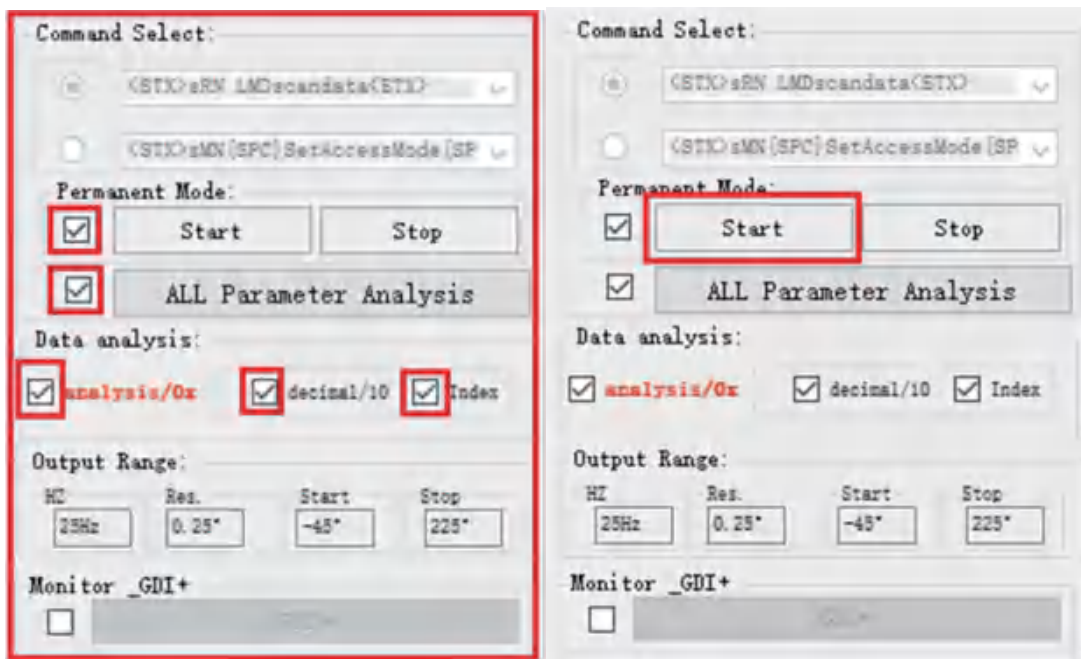 Command Select:
<STX>sRN LMDscandata<ETX>
<STX>sMN{SPC}SetAccessMode{SP
Permanent Mode:
Start Stop
ALL Parameter Analysis
Data analysis:
analysis/0x decimal/10 Index
Output Range:
HZ Res. Start Stop
25Hz 0.25° -45° 225°
Monitor _GDI+
Command Select:
<STX>sRN LMDscandata<ETX>
<STX>sMN{SPC}SetAccessMode{SP
Permanent Mode:
Start Stop
ALL Parameter Analysis
Data analysis:
analysis/0x decimal/10 Index
Output Range:
HZ Res. Start Stop
25Hz 0.25° -45° 225°
Monitor _GDI+